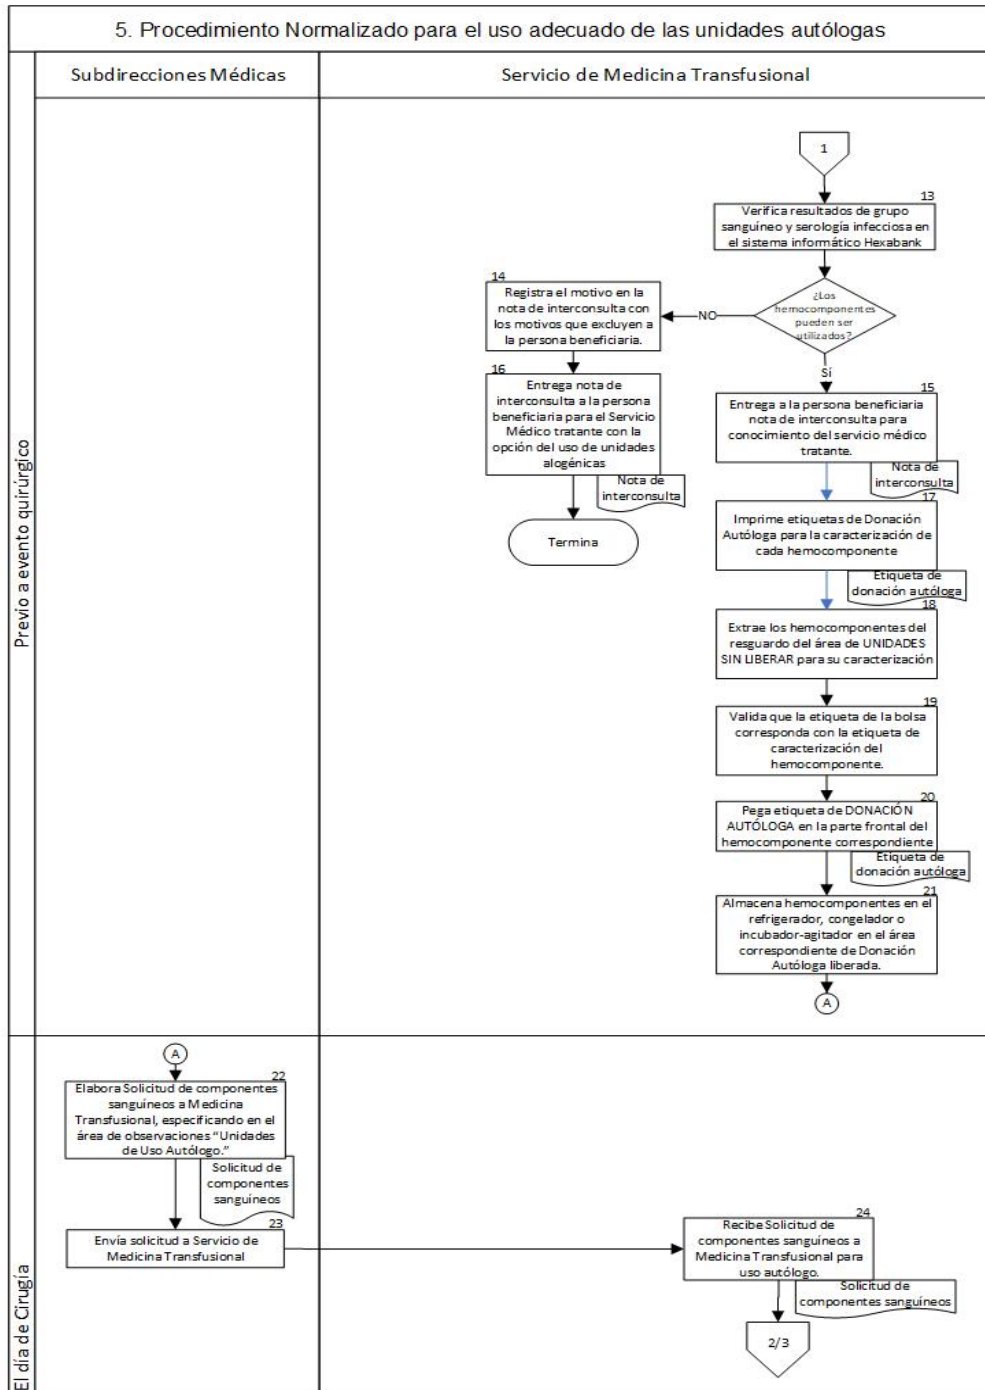 5. Procedimiento Normalizado para el uso adecuado de las unidades autólogas
Subdirecciones Médicas
Servicio de Medicina Transfusional
Previo a evento quirúrgico
1
13
Verifica resultados de grupo
sanguíneo y serología infecciosa en
el sistema informático Hexabank
¿Los
hemocomponentes
pueden ser
utilizados?
NO
14
Registra el motivo en la
nota de interconsulta con
los motivos que excluyen a
la persona beneficiaria.
16
Entrega nota de
interconsulta a la persona
beneficiaria para el Servicio
Médico tratante con la
opción del uso de unidades
alogénicas
Nota de
interconsulta
Termina
Sí
15
Entrega a la persona beneficiaria
nota de interconsulta para
conocimiento del servicio médico
tratante.
Nota de
interconsulta
17
Imprime etiquetas de Donación
Autóloga para la caracterización de
cada hemocomponente
Etiqueta de
donación autóloga
18
Extrae los hemocomponentes del
resguardo del área de UNIDADES
SIN LIBERAR para su caracterización
19
Valida que la etiqueta de la bolsa
corresponda con la etiqueta de
caracterización del
hemocomponente.
20
Pega etiqueta de DONACIÓN
AUTÓLOGA en la parte frontal del
hemocomponente correspondiente
Etiqueta de
donación autóloga
21
Almacena hemocomponentes en el
refrigerador, congelador o
incubador-agitador en el área
correspondiente de Donación
Autóloga liberada.
A
El día de Cirugía
A
22
Elabora Solicitud de componentes
sanguíneos a Medicina
Transfusional, especificando en el
área de observaciones “Unidades
de Uso Autólogo.”
Solicitud de
componentes
sanguíneos
23
Envía solicitud a Servicio de
Medicina Transfusional
24
Recibe Solicitud de
componentes sanguíneos a
Medicina Transfusional para
uso autólogo.
Solicitud de
componentes sanguíneos
2/3